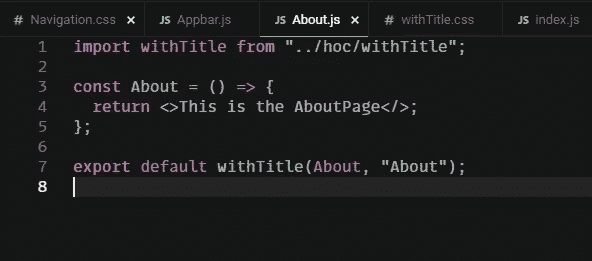 # Navigation.css × JS Appbar.js JS About.js × # withTitle.css JS index.js
1 import withTitle from "../hoc/withTitle";
2
3 const About = () => {
4   return <>This is the AboutPage</>;
5 };
6
7 export default withTitle(About, "About");
8